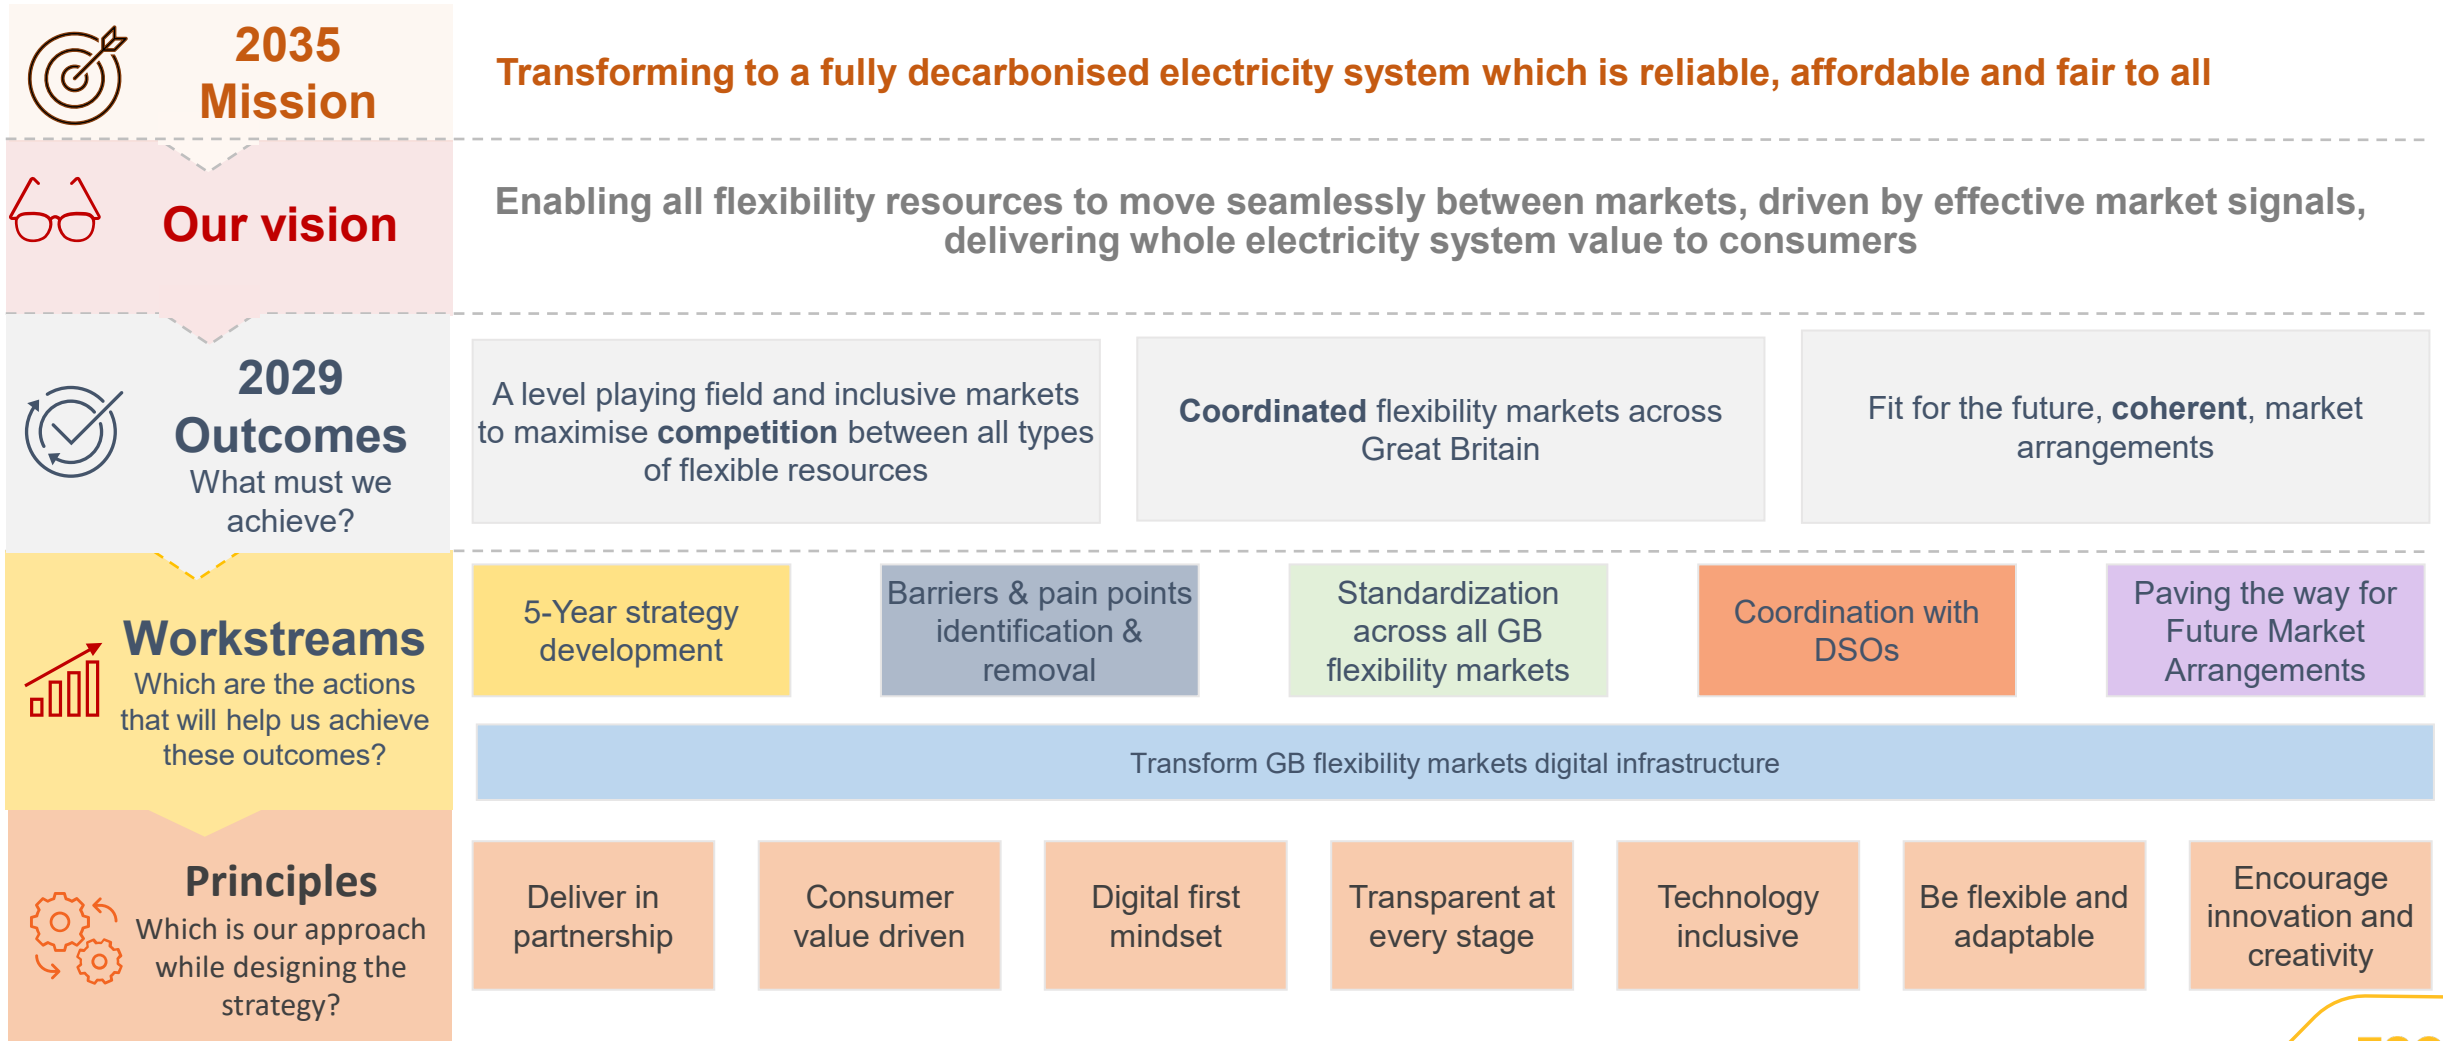 2035
Mission
Transforming to a fully decarbonised electricity system which is reliable, affordable and fair to all
Our vision
Enabling all flexibility resources to move seamlessly between markets, driven by effective market signals,
delivering whole electricity system value to consumers
2029
Outcomes
What must we
achieve?
A level playing field and inclusive markets
to maximise competition between all types
of flexible resources
Coordinated flexibility markets across
Great Britain
Fit for the future, coherent, market
arrangements
Workstreams
Which are the actions
that will help us achieve
these outcomes?
5-Year strategy
development
Barriers & pain points
identification &
removal
Standardization
across all GB
flexibility markets
Coordination with
DSOs
Paving the way for
Future Market
Arrangements
Transform GB flexibility markets digital infrastructure
Principles
Which is our approach
while designing the
strategy?
Deliver in
partnership
Consumer
value driven
Digital first
mindset
Transparent at
every stage
Technology
inclusive
Be flexible and
adaptable
Encourage
innovation and
creativity